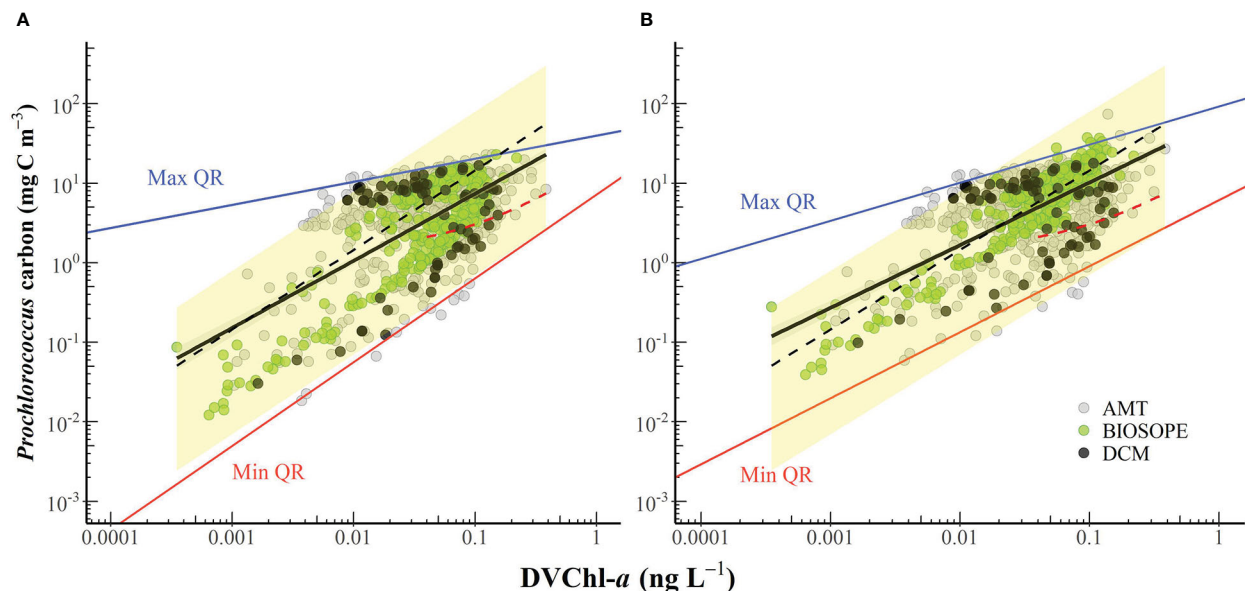 A
B
Prochlorococcus carbon (mg C m⁻³)
10²
10¹
10⁰
10⁻¹
10⁻²
10⁻³
Max QR
Min QR
0.0001
0.001
0.01
0.1
1
10²
10¹
10⁰
10⁻¹
10⁻²
10⁻³
Max QR
Min QR
AMT
BIOSOPE
DCM
0.0001
0.001
0.01
0.1
1
DVChl-a (ng L⁻¹)